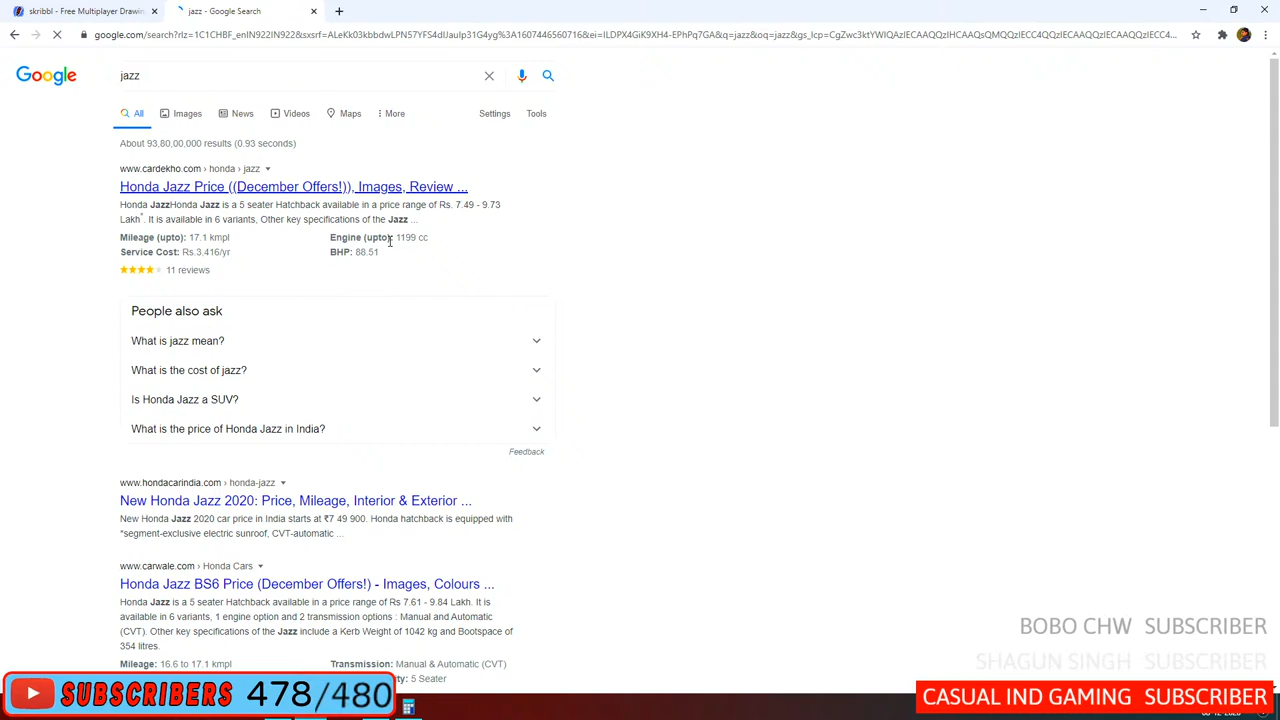 skribbl - Free Multiplayer Drawin
jazz - Google Search
google.com/search?rlz=1C1CHBF_enIN922IN922&sxsrf=ALeKk03kbbdwLPN57YFS4dIJauIp31G4yg%3A1607446560716&ei=ILDPX4GiK9XH4-EPhPq7GA&q=jazz&oq=jazz&gs_lcp=CgZwc3ktYWIQAzIECAAQQzIHCAAQsQMQQzIECC4QQzIECAAQQzIECAAQQzIECC4...
Google
jazz
All Images News Videos Maps More Settings Tools
About 93,80,00,000 results (0.93 seconds)
www.cardekho.com › honda › jazz
Honda Jazz Price ((December Offers!)), Images, Review ...
Honda JazzHonda Jazz is a 5 seater Hatchback available in a price range of Rs. 7.49 - 9.73
Lakh*. It is available in 6 variants, Other key specifications of the Jazz ...
Mileage (upto): 17.1 kmpl Engine (upto): 1199 cc
Service Cost: Rs.3,416/yr BHP: 88.51
11 reviews
People also ask
What is jazz mean?
What is the cost of jazz?
Is Honda Jazz a SUV?
What is the price of Honda Jazz in India?
Feedback
www.hondacarindia.com › honda-jazz
New Honda Jazz 2020: Price, Mileage, Interior & Exterior ...
New Honda Jazz 2020 car price in India starts at ₹7 49 900. Honda hatchback is equipped with
*segment-exclusive electric sunroof, CVT-automatic ...
www.carwale.com › Honda Cars
Honda Jazz BS6 Price (December Offers!) - Images, Colours ...
Honda Jazz is a 5 seater Hatchback available in a price range of Rs 7.61 - 9.84 Lakh. It is
available in 6 variants, 1 engine option and 2 transmission options : Manual and Automatic
(CVT). Other key specifications of the Jazz include a Kerb Weight of 1042 kg and Bootspace of
354 litres.
Mileage: 16.6 to 17.1 kmpl Transmission: Manual & Automatic (CVT)
5 Seater
BOBO CHW SUBSCRIBER
SHAGUN SINGH SUBSCRIBER
CASUAL IND GAMING SUBSCRIBER
SUBSCRIBERS 478/480